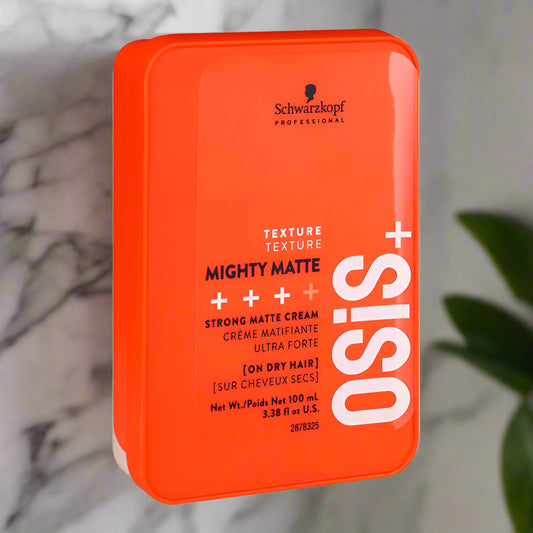 Schwarzkopf
PROFESSIONAL
TEXTURE
TEXTURE
MIGHTY MATTE
+ + + +
STRONG MATTE CREAM
CRÈME MATIFIANTE
ULTRA FORTE
[ON DRY HAIR]
[SUR CHEVEUX SECS]
Net Wt./Poids Net 100 mL
3.38 fl oz U.S.
2878325
OSiS+